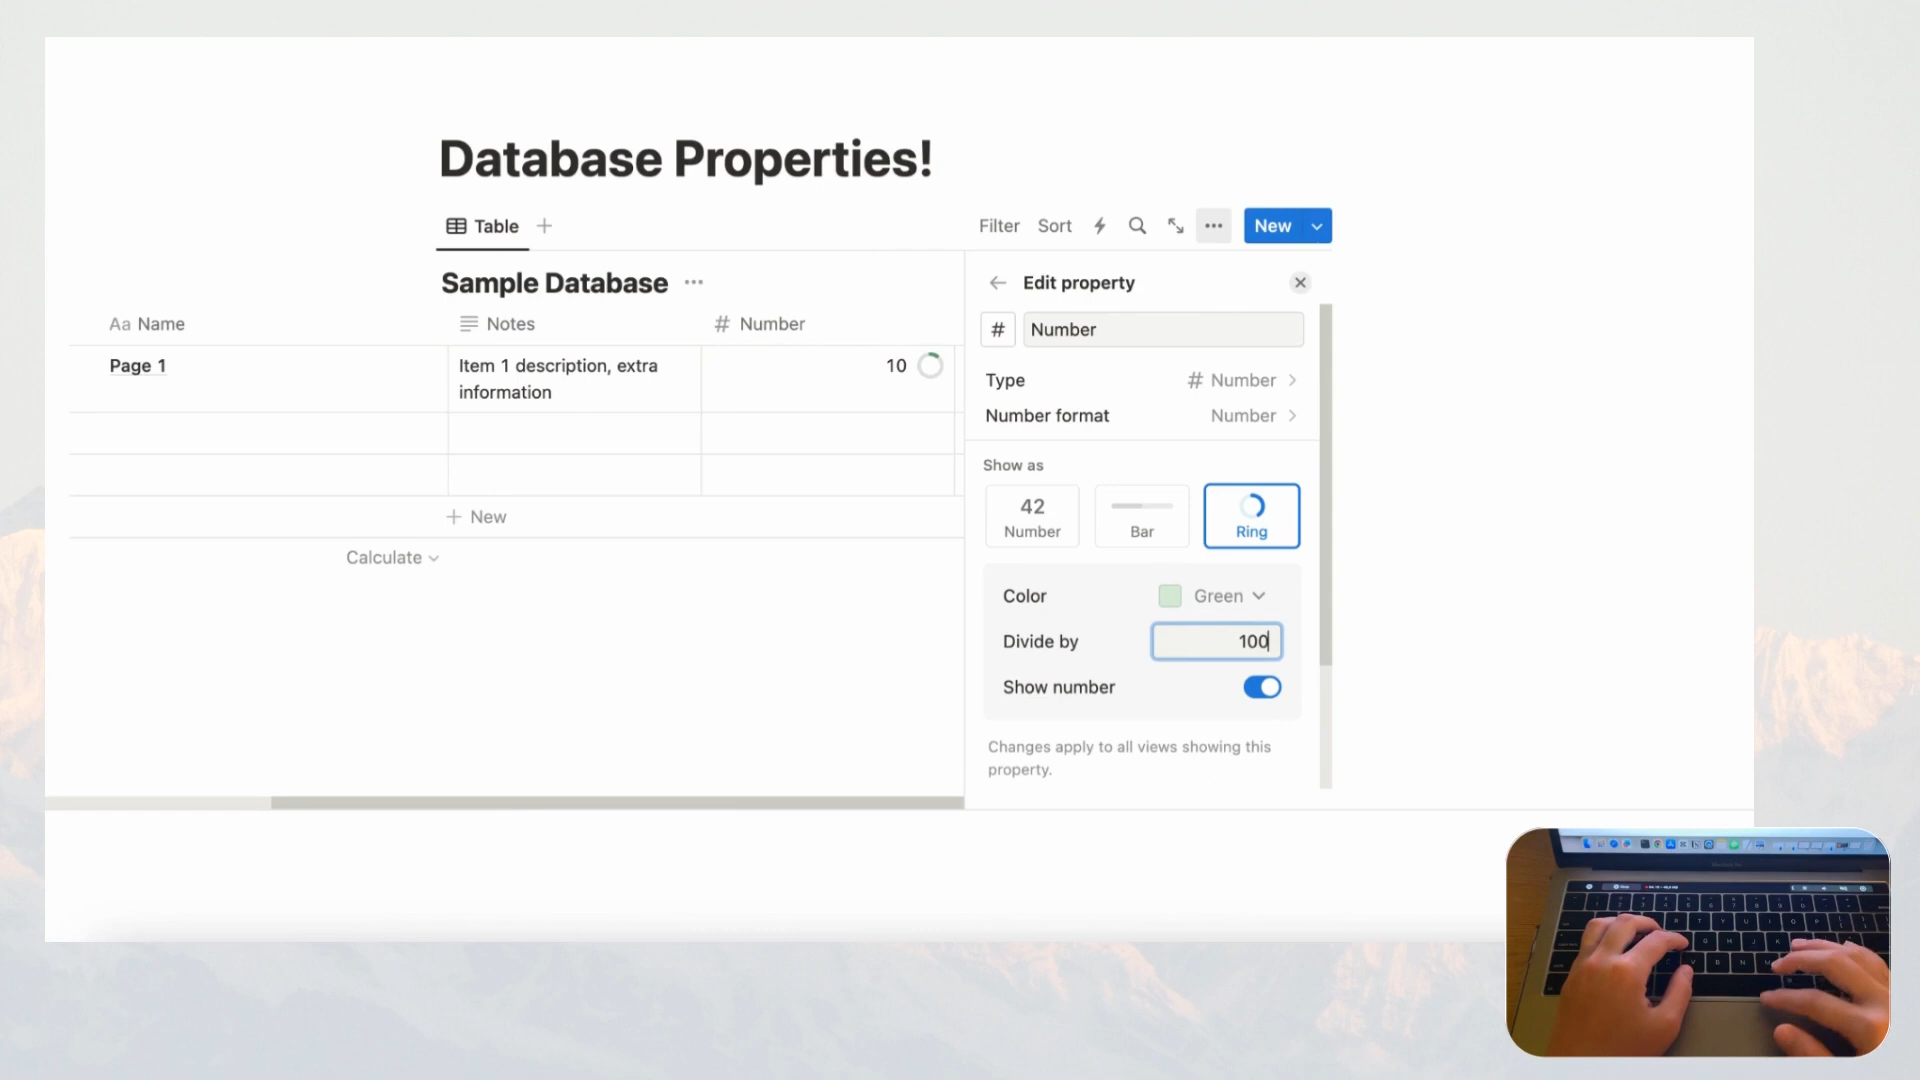 Database Properties!
Table
Filter Sort New
Sample Database
Edit property
Aa Name Notes # Number
# Number
Page 1 Item 1 description, extra
information 10
Type # Number
Number format Number
Show as
42
Number Bar Ring
+ New
Calculate
Color Green
Divide by 100
Show number
Changes apply to all views showing this
property.